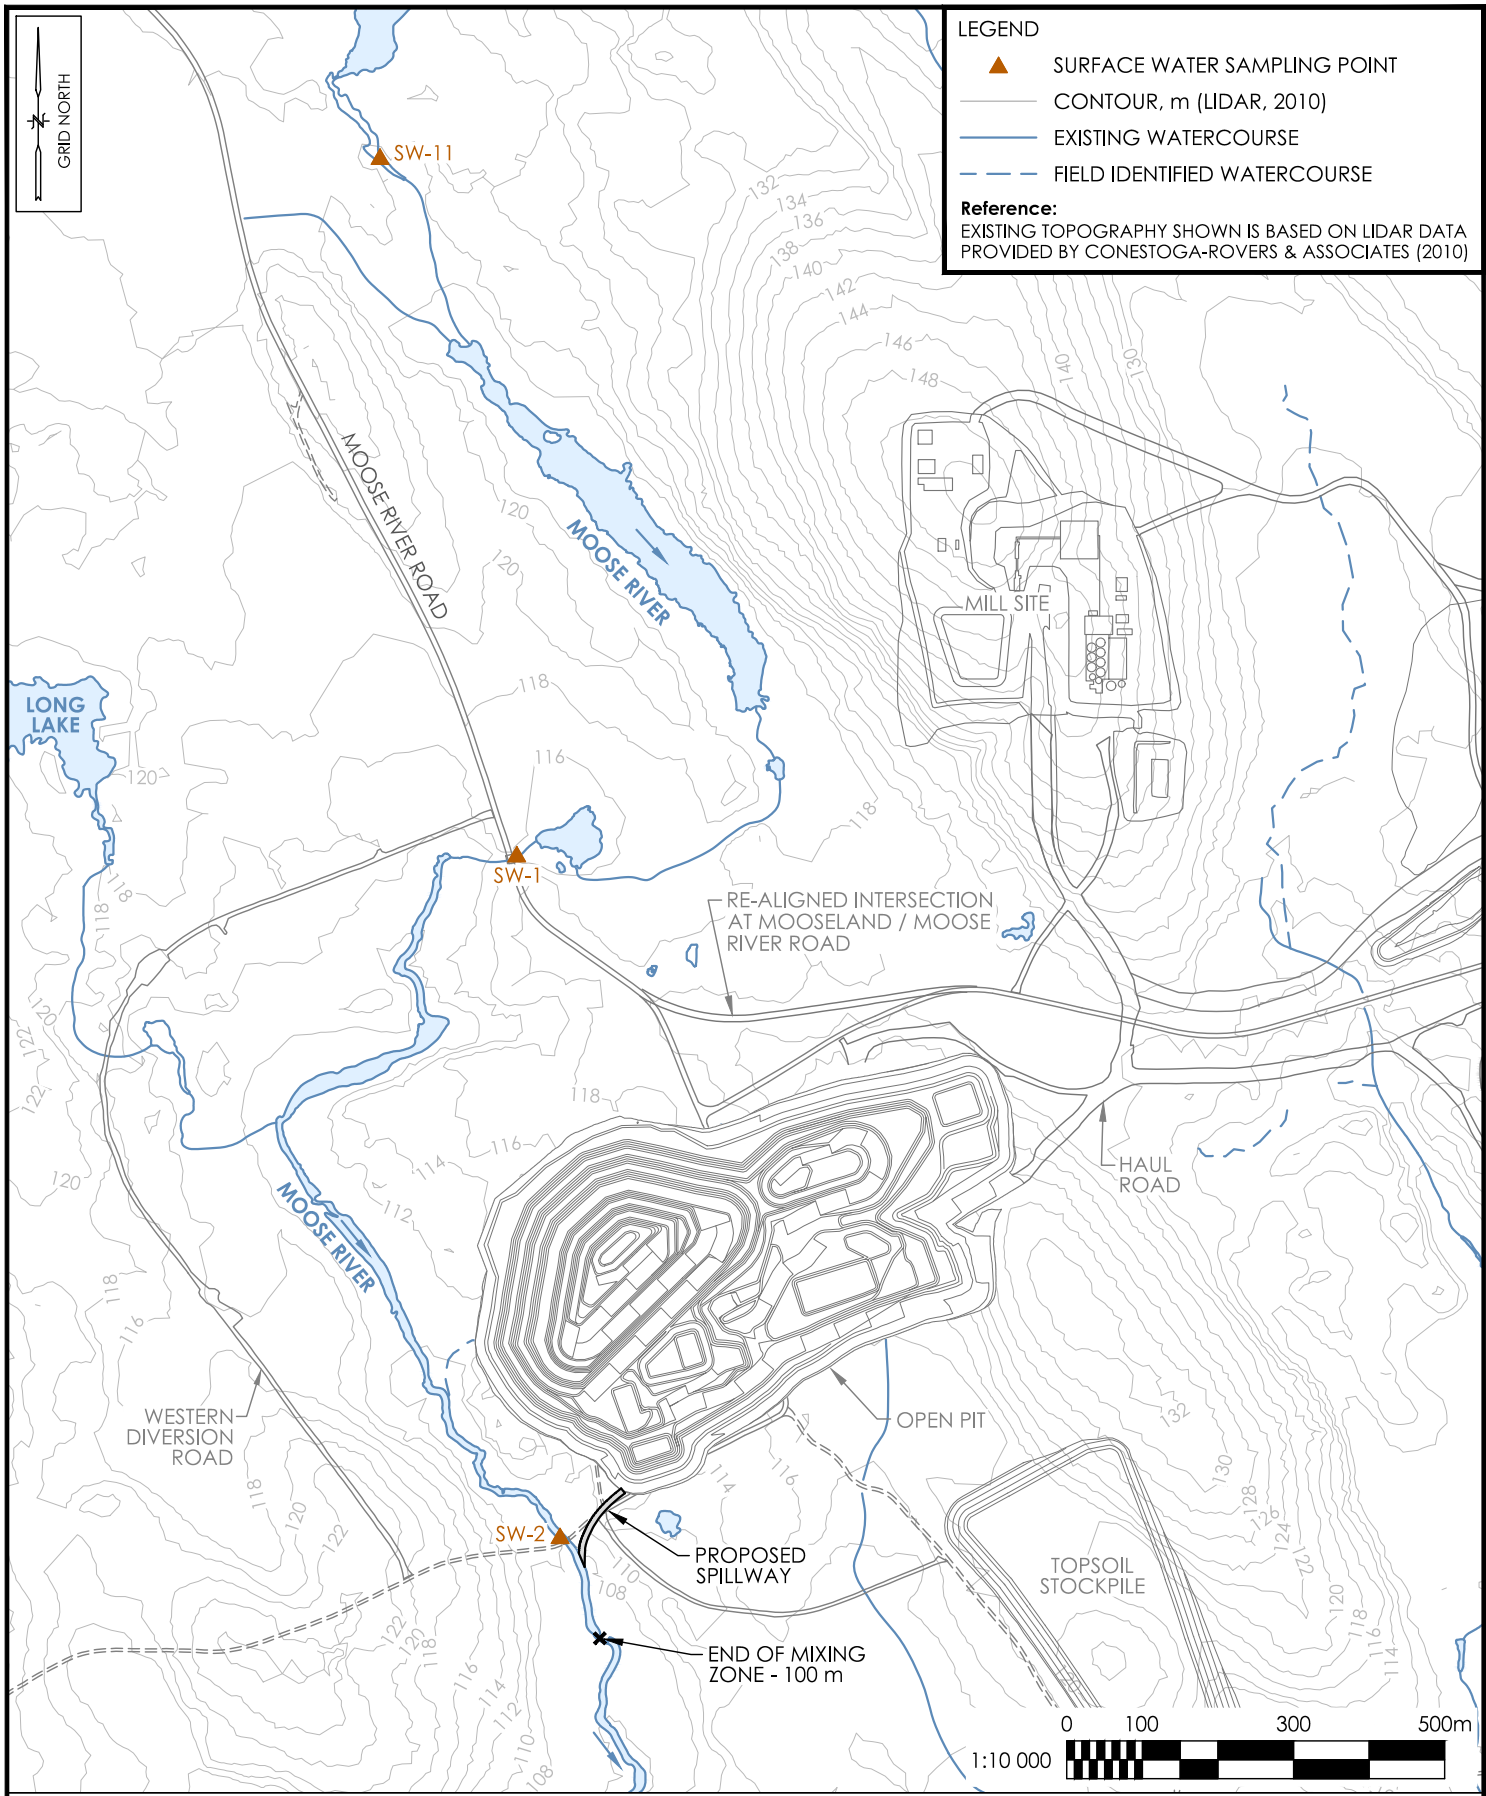 GRID NORTH
LEGEND
SURFACE WATER SAMPLING POINT
CONTOUR, m (LIDAR, 2010)
EXISTING WATERCOURSE
FIELD IDENTIFIED WATERCOURSE
Reference:
EXISTING TOPOGRAPHY SHOWN IS BASED ON LIDAR DATA
PROVIDED BY CONESTOGA-ROVERS & ASSOCIATES (2010)
SW-11
132
134
136
138
140
142
144
146
148
140
130
MOOSE RIVER ROAD
120
120
MOOSE RIVER
MILL SITE
LONG
LAKE
118
116
120
118
SW-1
118
118
RE-ALIGNED INTERSECTION
AT MOOSELAND / MOOSE
RIVER ROAD
120
122
122
118
116
114
112
120
HAUL
ROAD
MOOSE RIVER
118
116
WESTERN
DIVERSION
ROAD
OPEN PIT
132
130
128
126
124
122
120
118
116
114
114
116
118
120
122
SW-2
PROPOSED
SPILLWAY
110
108
TOPSOIL
STOCKPILE
120
122
120
118
116
114
112
110
108
END OF MIXING
ZONE - 100 m
0 100 300 500m
1:10 000